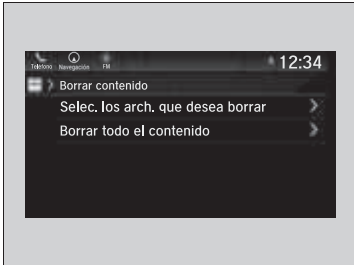 Teléfono Navegación FM 12:34
Borrar contenido
Selec. los arch. que desea borrar
Borrar todo el contenido